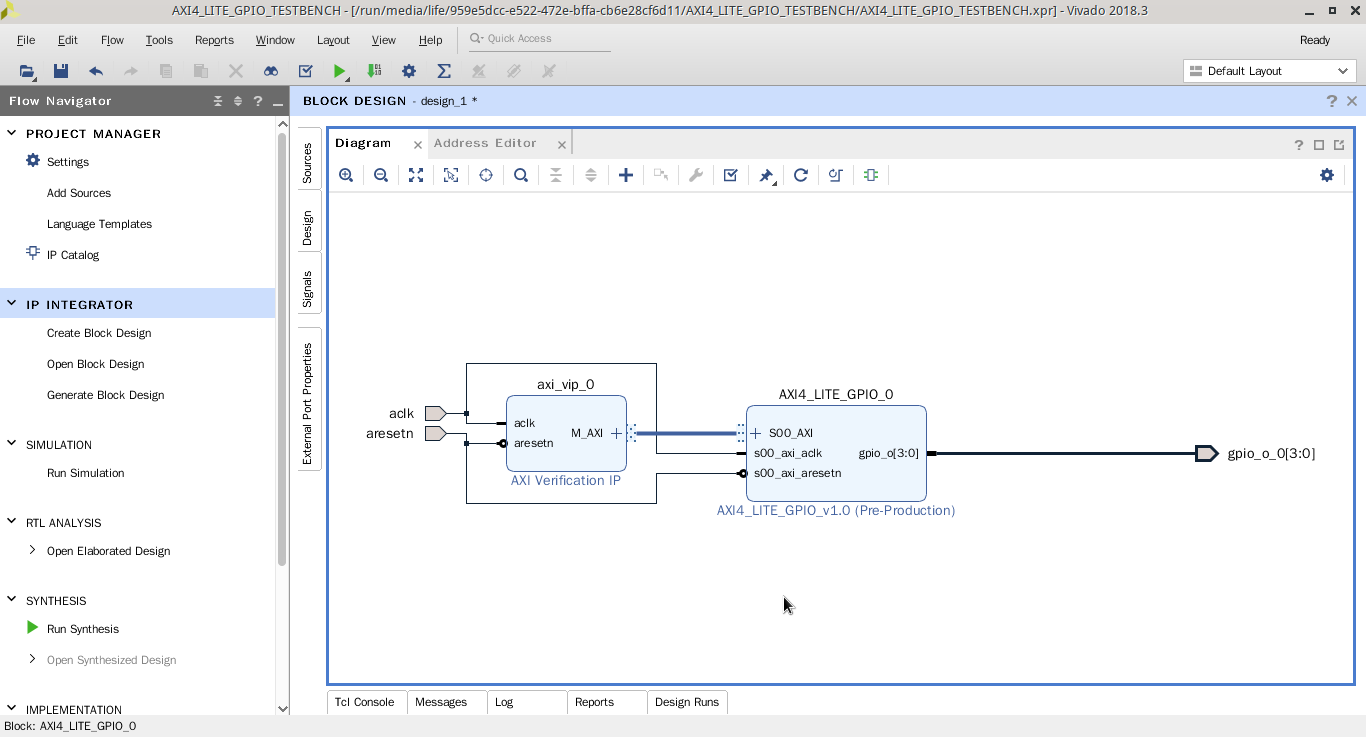 AXI4_LITE_GPIO_TESTBENCH - [/run/media/life/959e5dcc-e522-472e-bffa-cb6e28cf6d11/AXI4_LITE_GPIO_TESTBENCH/AXI4_LITE_GPIO_TESTBENCH.xpr] - Vivado 2018.3
File Edit Flow Tools Reports Window Layout View Help Quick Access Ready
Default Layout
Flow Navigator
PROJECT MANAGER
Settings
Add Sources
Language Templates
IP Catalog
IP INTEGRATOR
Create Block Design
Open Block Design
Generate Block Design
SIMULATION
Run Simulation
RTL ANALYSIS
Open Elaborated Design
SYNTHESIS
Run Synthesis
Open Synthesized Design
IMPLEMENTATION
BLOCK DESIGN - design_1 *
Sources
Design
Signals
External Port Properties
Diagram
Address Editor
aclk
aresetn
axi_vip_0
aclk
aresetn
M_AXI
AXI Verification IP
AXI4_LITE_GPIO_0
S00_AXI
s00_axi_aclk
s00_axi_aresetn
gpio_o[3:0]
AXI4_LITE_GPIO_v1.0 (Pre-Production)
gpio_o_0[3:0]
Tcl Console Messages Log Reports Design Runs
Block: AXI4_LITE_GPIO_0